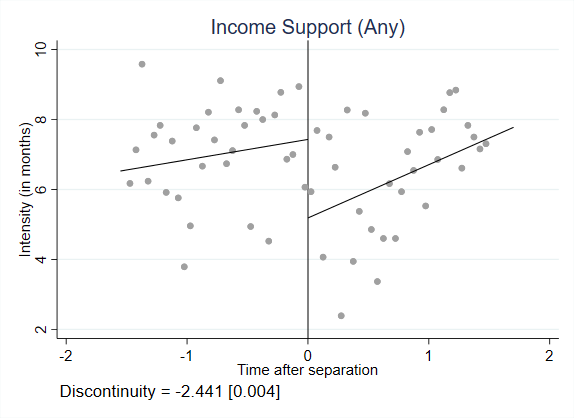 Income Support (Any)
Intensity (in months)
10
8
6
4
2
-2 -1 0 1 2
Time after separation
Discontinuity = -2.441 [0.004]